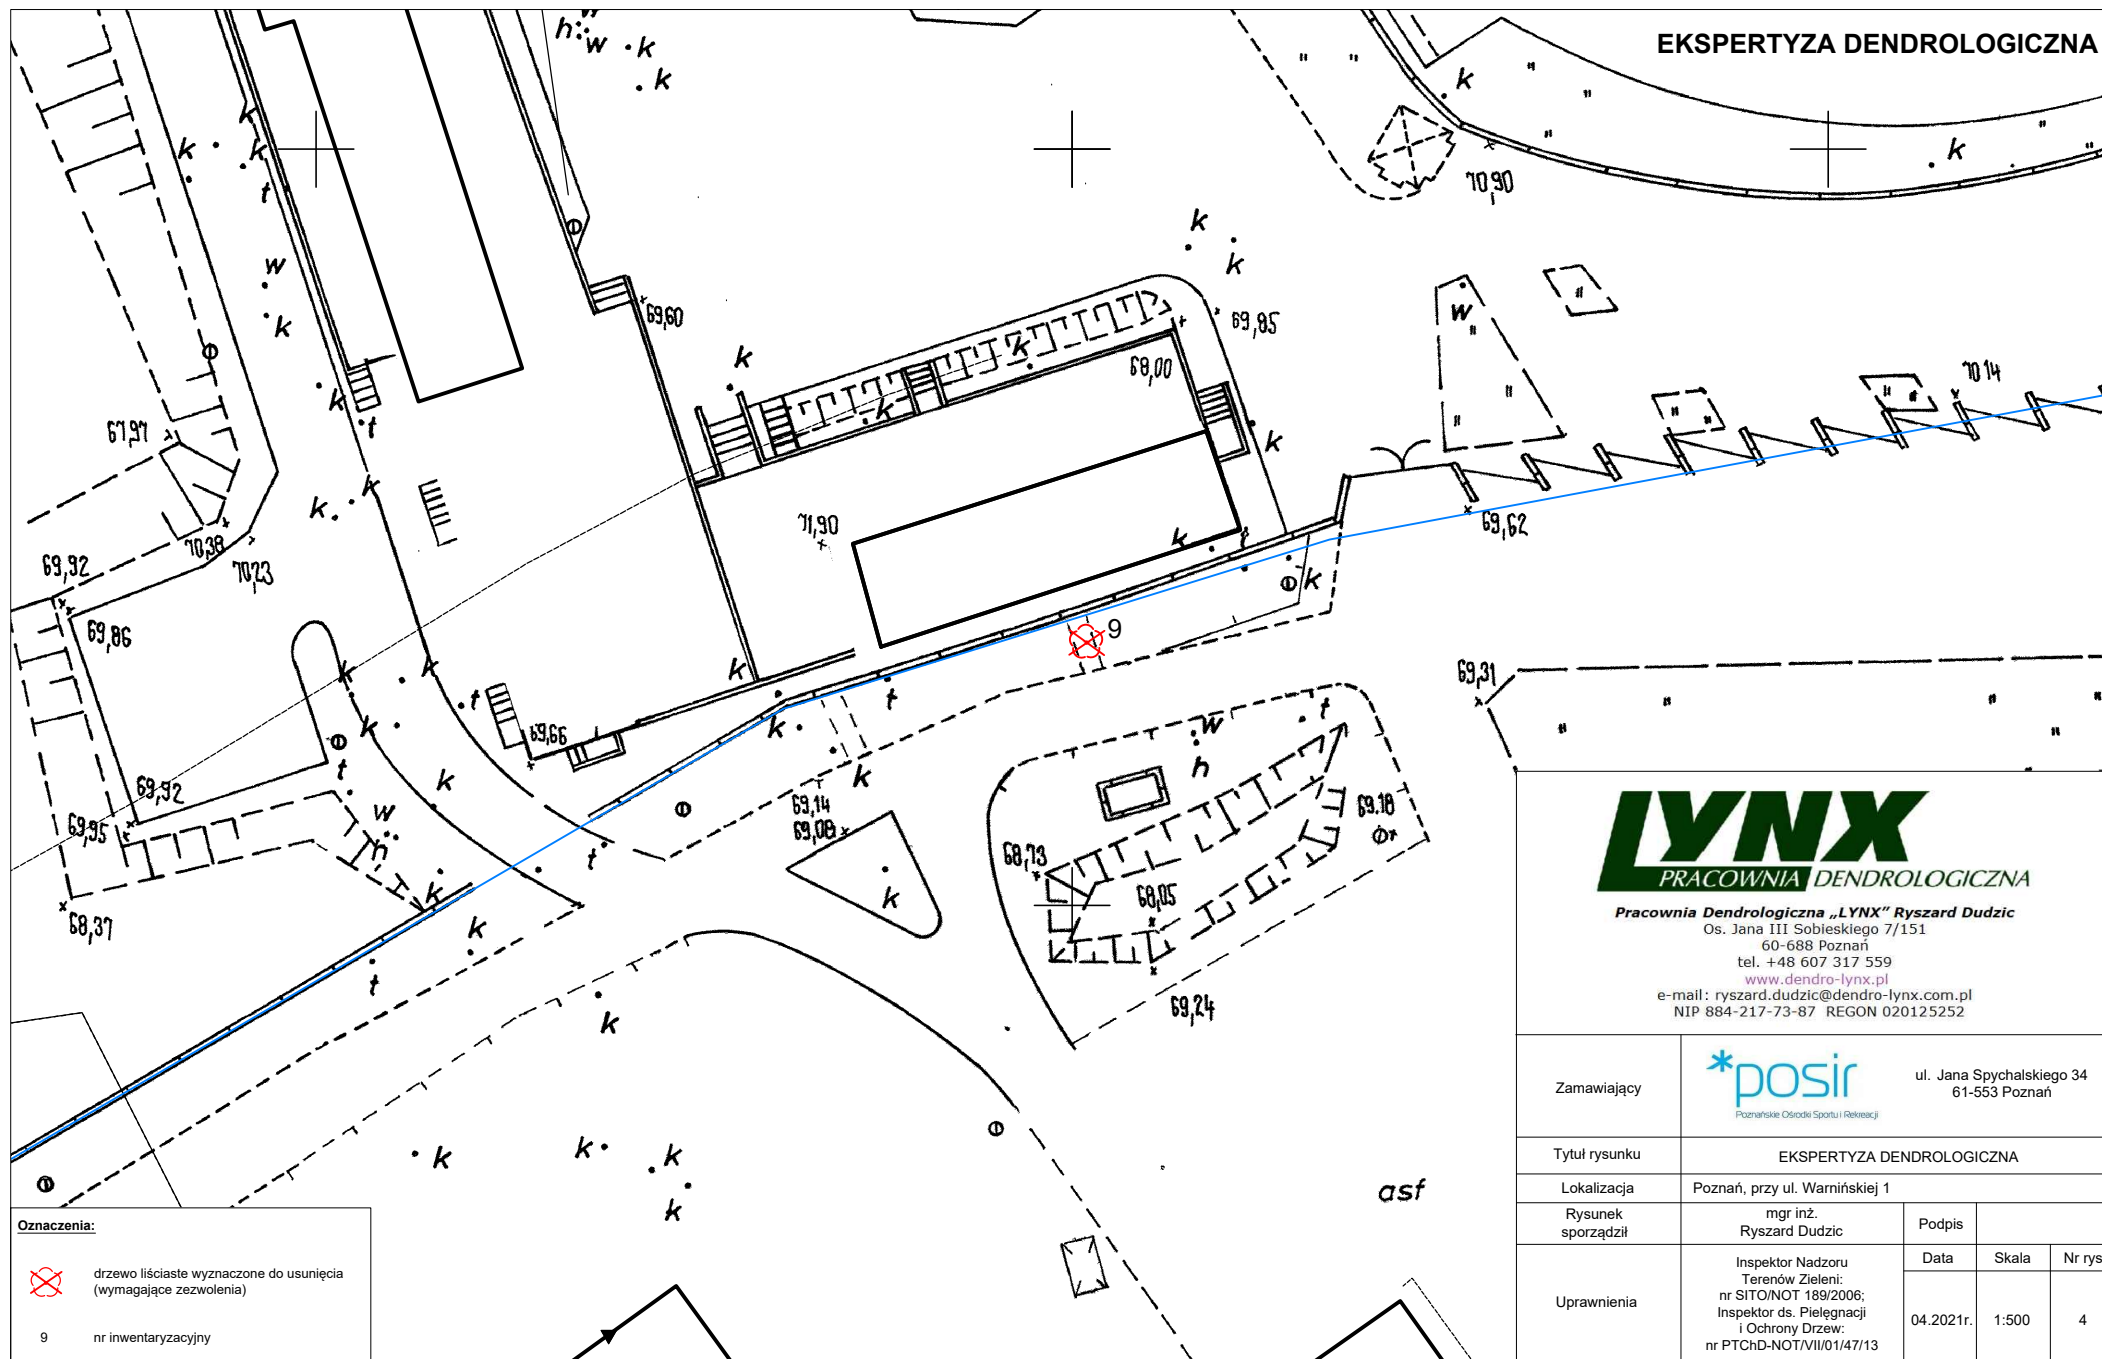 EKSPERTYZA DENDROLOGICZNA
h
w
k
k
k
k
k
t
k
70,90
k
k
k
w
k
69,60
69,85
w
k
k
68,00
k
k
t
70 14
67,97
k
k
k
71,90
69,62
70,38
70,23
69,92
k
t
k
69,86
9
k
k
k
t
69,31
k
69,66
k
t
k
w
t
h
t
k
69,92
69,95
w
h
69,14
69,08
69.18
68,73
t
k
k
68,05
k
68,37
t
k
69,24
k
k
k
k
asf
LYNX
PRACOWNIA DENDROLOGICZNA
Pracownia Dendrologiczna „LYNX” Ryszard Dudzic
Os. Jana III Sobieskiego 7/151
60-688 Poznań
tel. +48 607 317 559
www.dendro-lynx.pl
e-mail: ryszard.dudzic@dendro-lynx.com.pl
NIP 884-217-73-87 REGON 020125252
Zamawiający
*posir
Poznańskie Ośrodki Sportu i Rekreacji
ul. Jana Spychalskiego 34
61-553 Poznań
Tytuł rysunku
EKSPERTYZA DENDROLOGICZNA
Lokalizacja
Poznań, przy ul. Warnińskiej 1
Rysunek
sporządził
mgr inż.
Ryszard Dudzic
Podpis
Uprawnienia
Inspektor Nadzoru
Terenów Zieleni:
nr SITO/NOT 189/2006;
Inspektor ds. Pielęgnacji
i Ochrony Drzew:
nr PTChD-NOT/VII/01/47/13
Data
Skala
Nr rys
04.2021r.
1:500
4
Oznaczenia:
drzewo liściaste wyznaczone do usunięcia
(wymagające zezwolenia)
9
nr inwentaryzacyjny